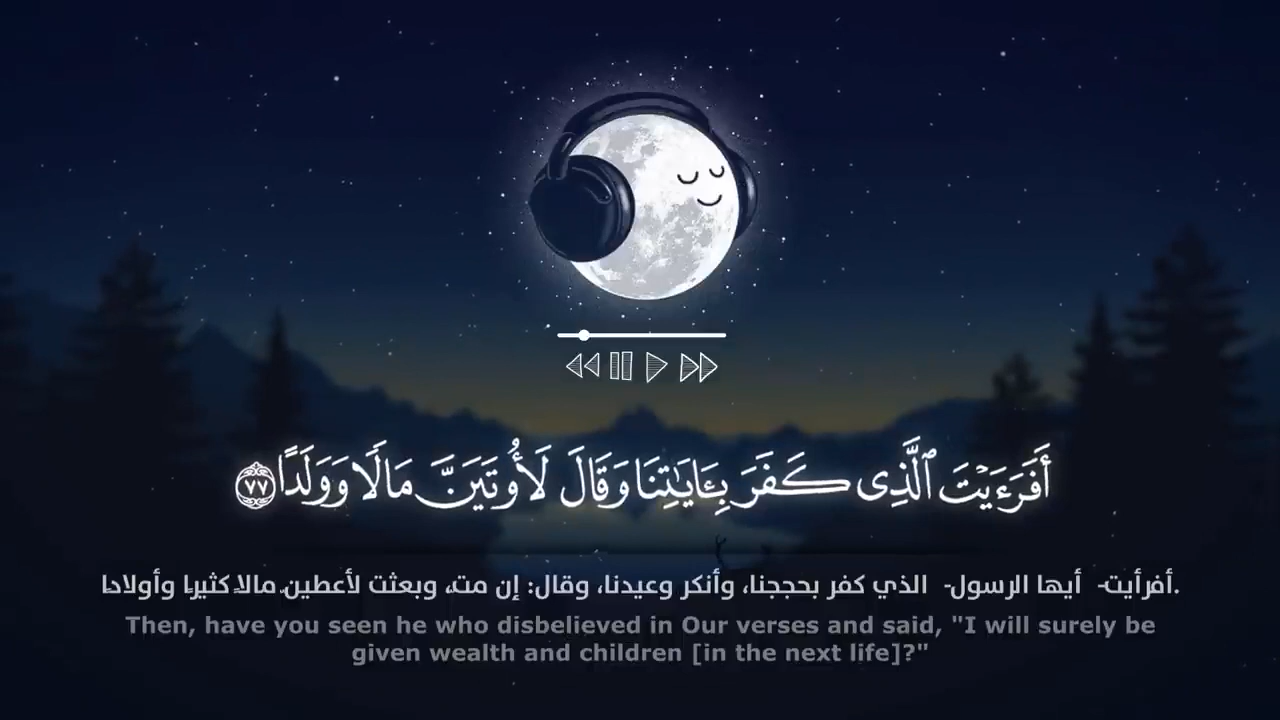 أَفَرَءَيْتَ ٱلَّذِى كَفَرَ بِـَٔايَـٰتِنَا وَقَالَ لَأُوتَيَنَّ مَالًا وَوَلَدًا ٧٧
أفرأيت- أيها الرسول- الذي كفر بحججنا، وأنكر وعيدنا، وقال: إن مت، وبعثت لأعطين مالا كثيرا وأولادا.
Then, have you seen he who disbelieved in Our verses and said, "I will surely be
given wealth and children [in the next life]?"